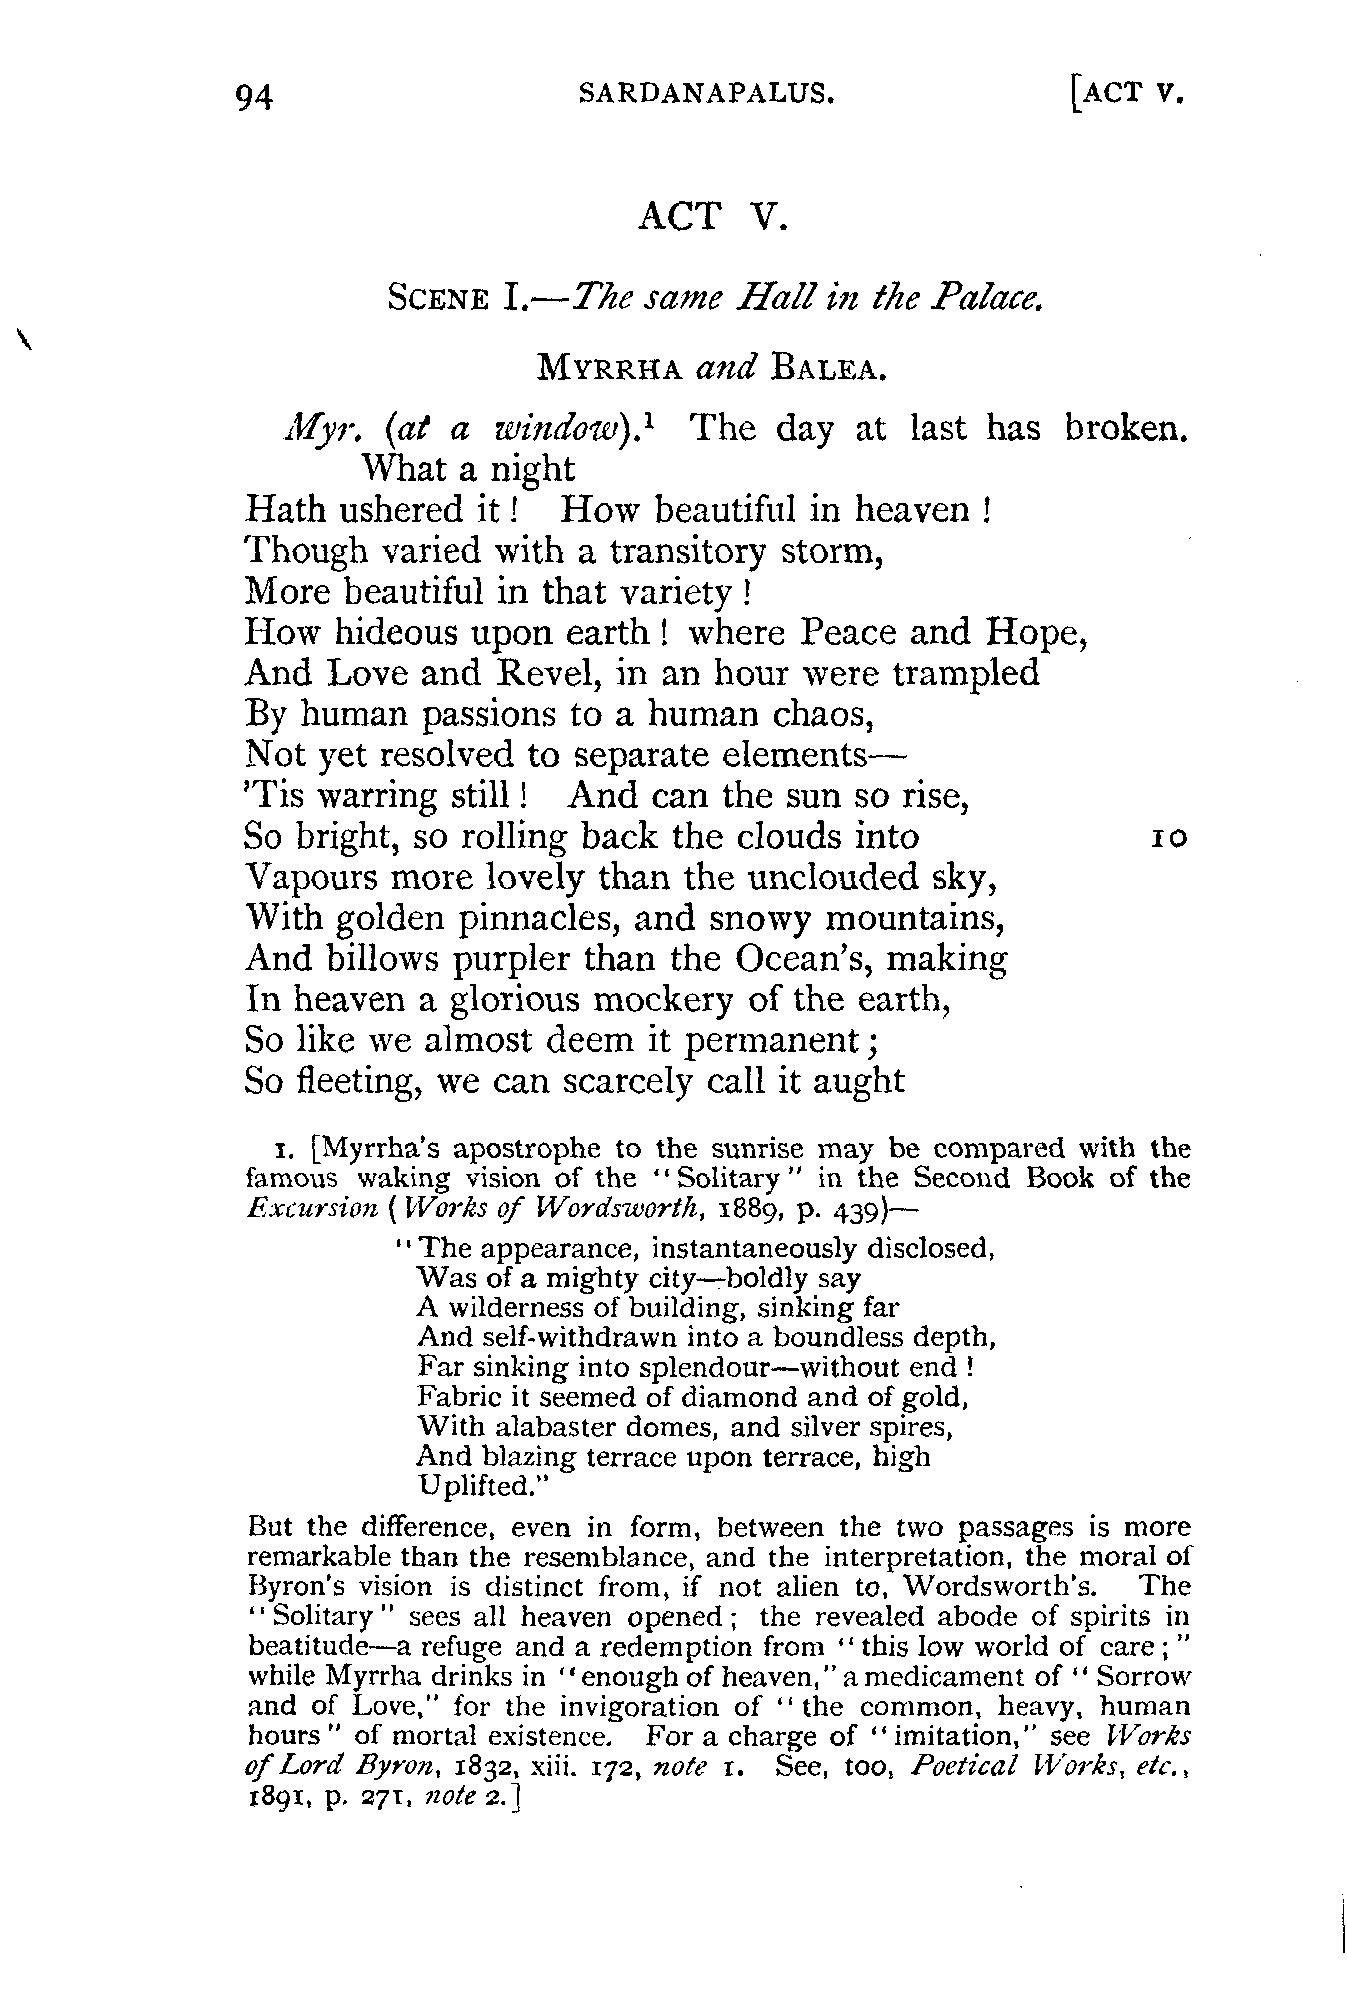 94 SARDANAPALUS. [ACT V.
ACT V.
SCENE I.—The same Hall in the Palace.
MYRRHA and BALEA.
Myr. (at a window).¹ The day at last has broken.
What a night
Hath ushered it! How beautiful in heaven!
Though varied with a transitory storm,
More beautiful in that variety!
How hideous upon earth! where Peace and Hope,
And Love and Revel, in an hour were trampled
By human passions to a human chaos,
Not yet resolved to separate elements—
'Tis warring still! And can the sun so rise,
So bright, so rolling back the clouds into 10
Vapours more lovely than the unclouded sky,
With golden pinnacles, and snowy mountains,
And billows purpler than the Ocean's, making
In heaven a glorious mockery of the earth,
So like we almost deem it permanent;
So fleeting, we can scarcely call it aught
1. [Myrrha's apostrophe to the sunrise may be compared with the
famous waking vision of the "Solitary" in the Second Book of the
Excursion (Works of Wordsworth, 1889, p. 439)—
"The appearance, instantaneously disclosed,
Was of a mighty city—boldly say
A wilderness of building, sinking far
And self-withdrawn into a boundless depth,
Far sinking into splendour—without end!
Fabric it seemed of diamond and of gold,
With alabaster domes, and silver spires,
And blazing terrace upon terrace, high
Uplifted."
But the difference, even in form, between the two passages is more
remarkable than the resemblance, and the interpretation, the moral of
Byron's vision is distinct from, if not alien to, Wordsworth's. The
"Solitary" sees all heaven opened; the revealed abode of spirits in
beatitude—a refuge and a redemption from "this low world of care;"
while Myrrha drinks in "enough of heaven," a medicament of "Sorrow
and of Love," for the invigoration of "the common, heavy, human
hours" of mortal existence. For a charge of "imitation," see Works
of Lord Byron, 1832, xiii. 172, note 1. See, too, Poetical Works, etc.,
1891, p. 271, note 2.]